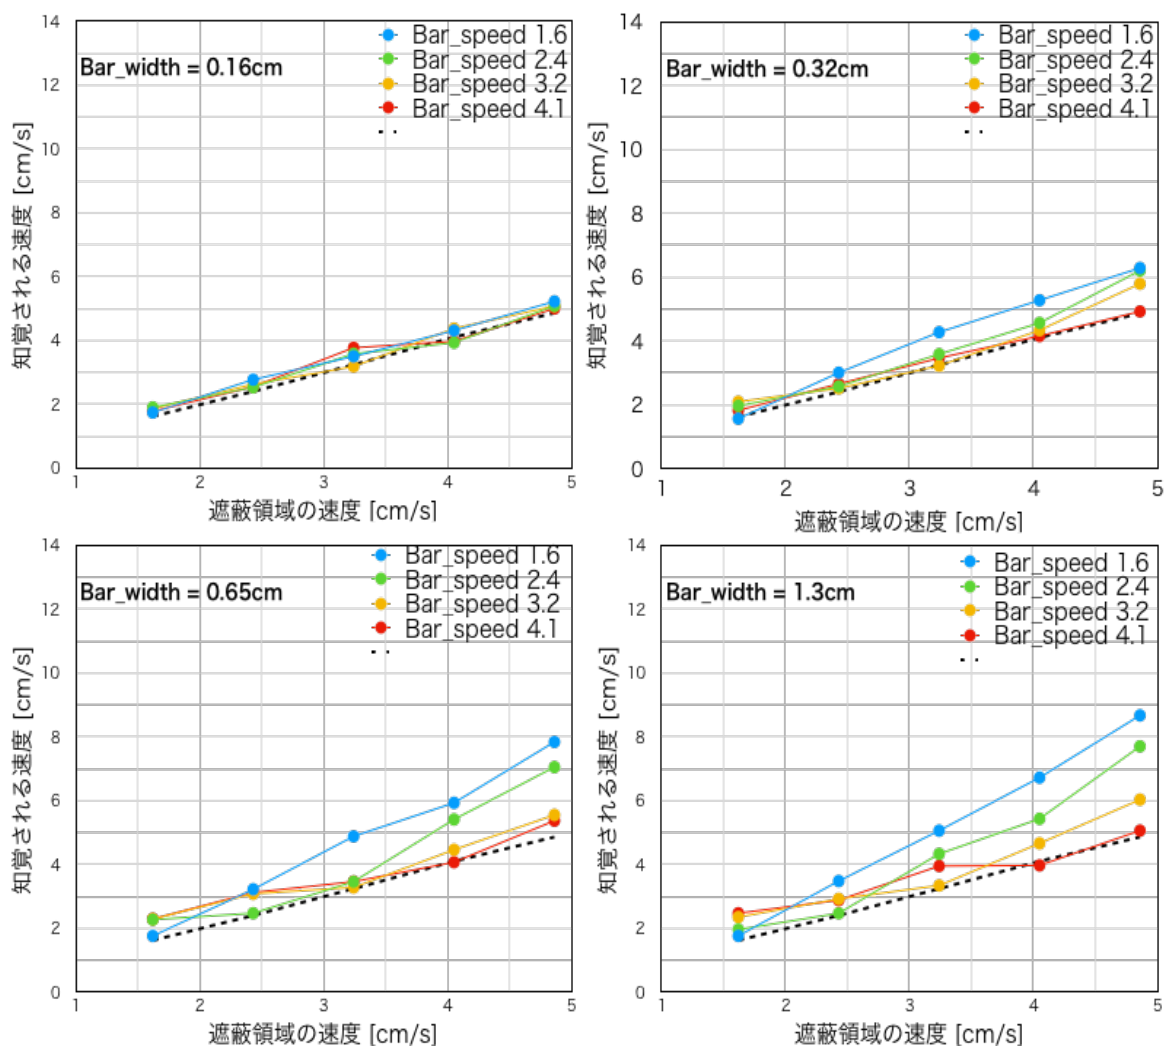 14
12
10
8
6
4
2
0
知覚される速度 [cm/s]
Bar_width = 0.16cm
Bar_speed 1.6
Bar_speed 2.4
Bar_speed 3.2
Bar_speed 4.1
1 2 3 4 5
遮蔽領域の速度 [cm/s]
14
12
10
8
6
4
2
0
知覚される速度 [cm/s]
Bar_width = 0.32cm
Bar_speed 1.6
Bar_speed 2.4
Bar_speed 3.2
Bar_speed 4.1
1 2 3 4 5
遮蔽領域の速度 [cm/s]
14
12
10
8
6
4
2
0
知覚される速度 [cm/s]
Bar_width = 0.65cm
Bar_speed 1.6
Bar_speed 2.4
Bar_speed 3.2
Bar_speed 4.1
1 2 3 4 5
遮蔽領域の速度 [cm/s]
14
12
10
8
6
4
2
0
知覚される速度 [cm/s]
Bar_width = 1.3cm
Bar_speed 1.6
Bar_speed 2.4
Bar_speed 3.2
Bar_speed 4.1
1 2 3 4 5
遮蔽領域の速度 [cm/s]